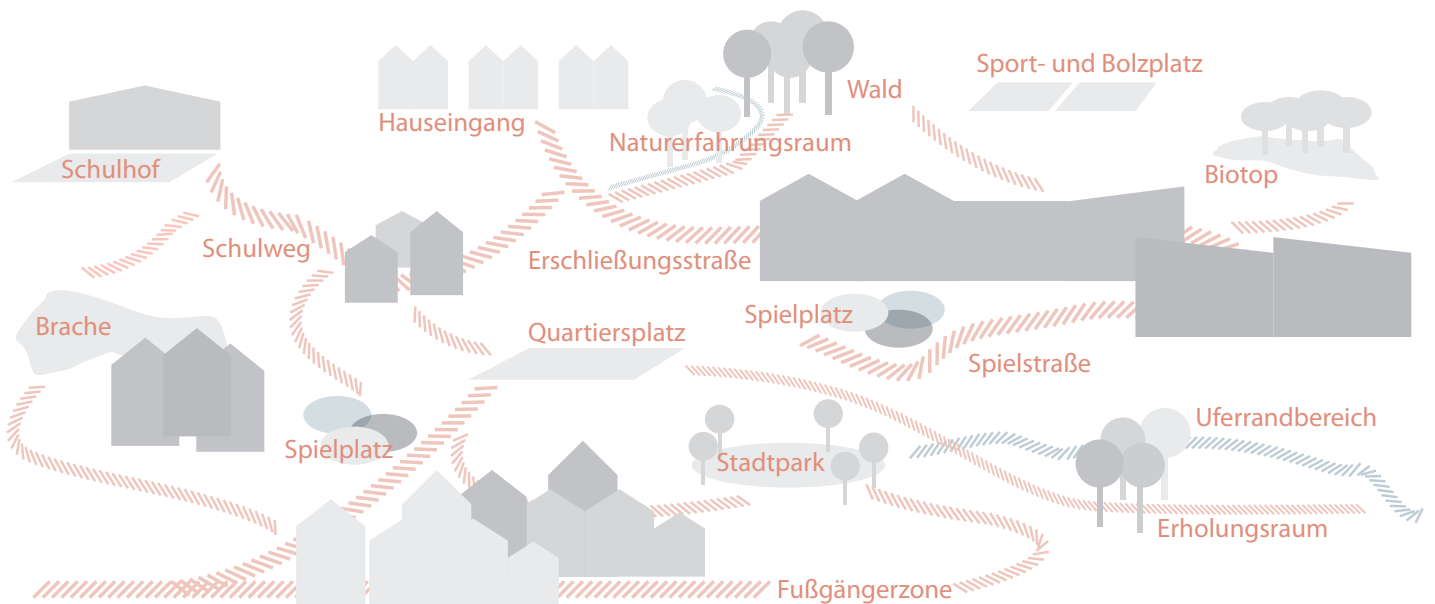 Sport- und Bolzplatz
Wald
Hauseingang
Naturerfahrungsraum
Schulhof
Biotop
Schulweg
Erschließungsstraße
Spielplatz
Brache
Quartiersplatz
Spielstraße
Uferrandbereich
Spielplatz
Stadtpark
Erholungsraum
Fußgängerzone